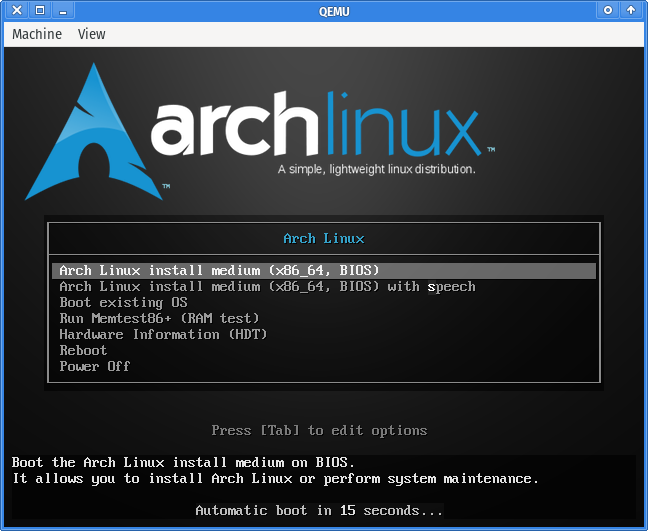 QEMU
Machine View
archlinux ™
A simple, lightweight linux distribution.
™
Arch Linux
Arch Linux install medium (x86_64, BIOS)
Arch Linux install medium (x86_64, BIOS) with speech
Boot existing OS
Run Memtest86+ (RAM test)
Hardware Information (HDT)
Reboot
Power Off
Press [Tab] to edit options
Boot the Arch Linux install medium on BIOS.
It allows you to install Arch Linux or perform system maintenance.
Automatic boot in 15 seconds...